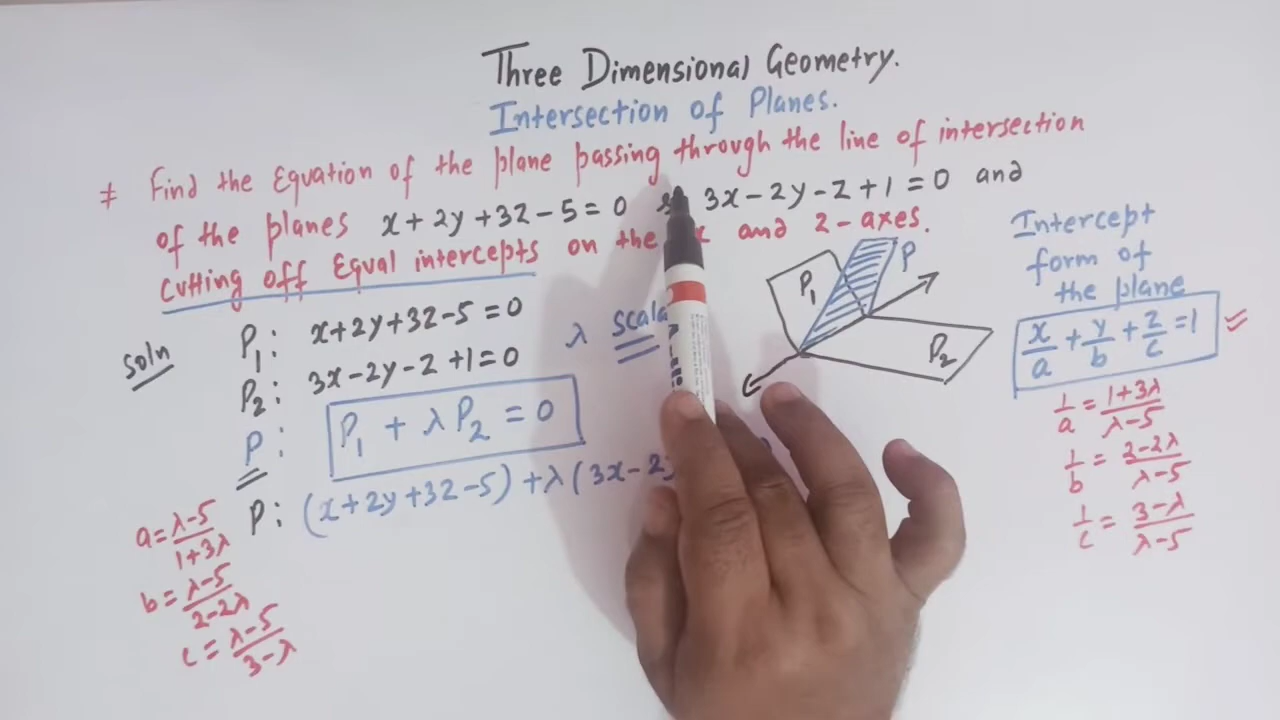 Three Dimensional Geometry.
Intersection of Planes.
# Find the Equation of the plane passing through the line of intersection
of the planes x + 2y + 3z - 5 = 0 3x - 2y - z + 1 = 0 and
cutting off Equal intercepts on the x and z-axes.
soln
P₁: x+2y+3z-5=0
P₂: 3x-2y-z+1=0
P: P₁ + λP₂ = 0
P: (x+2y+3z-5) + λ(3x-2
a = (λ-5)/(1+3λ)
b = (λ-5)/(2-2λ)
c = (λ-5)/(3-λ)
λ
P₁
P
P₂
Intercept
form of
the plane
x/a + y/b + z/c = 1
1/a = (1+3λ)/(λ-5)
1/b = (2-2λ)/(λ-5)
1/c = (3-λ)/(λ-5)